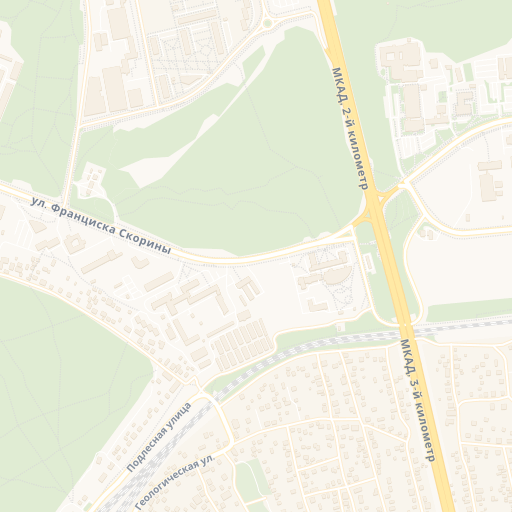 МКАД, 2-й километр
ул. Франциска Скорины
МКАД, 3-й километр
Подлесная улица
Геологическая ул.